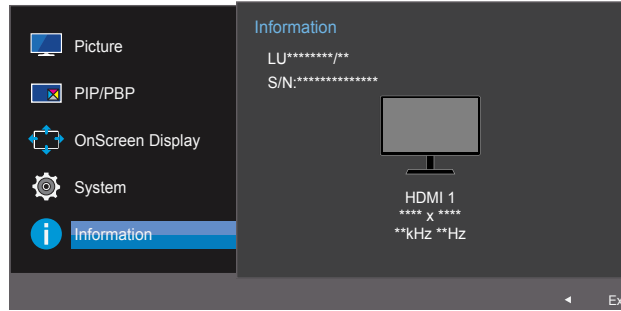 Picture
PIP/PBP
OnScreen Display
System
Information
Information
LU********/**
S/N:**************
HDMI 1
**** x ****
**kHz **Hz